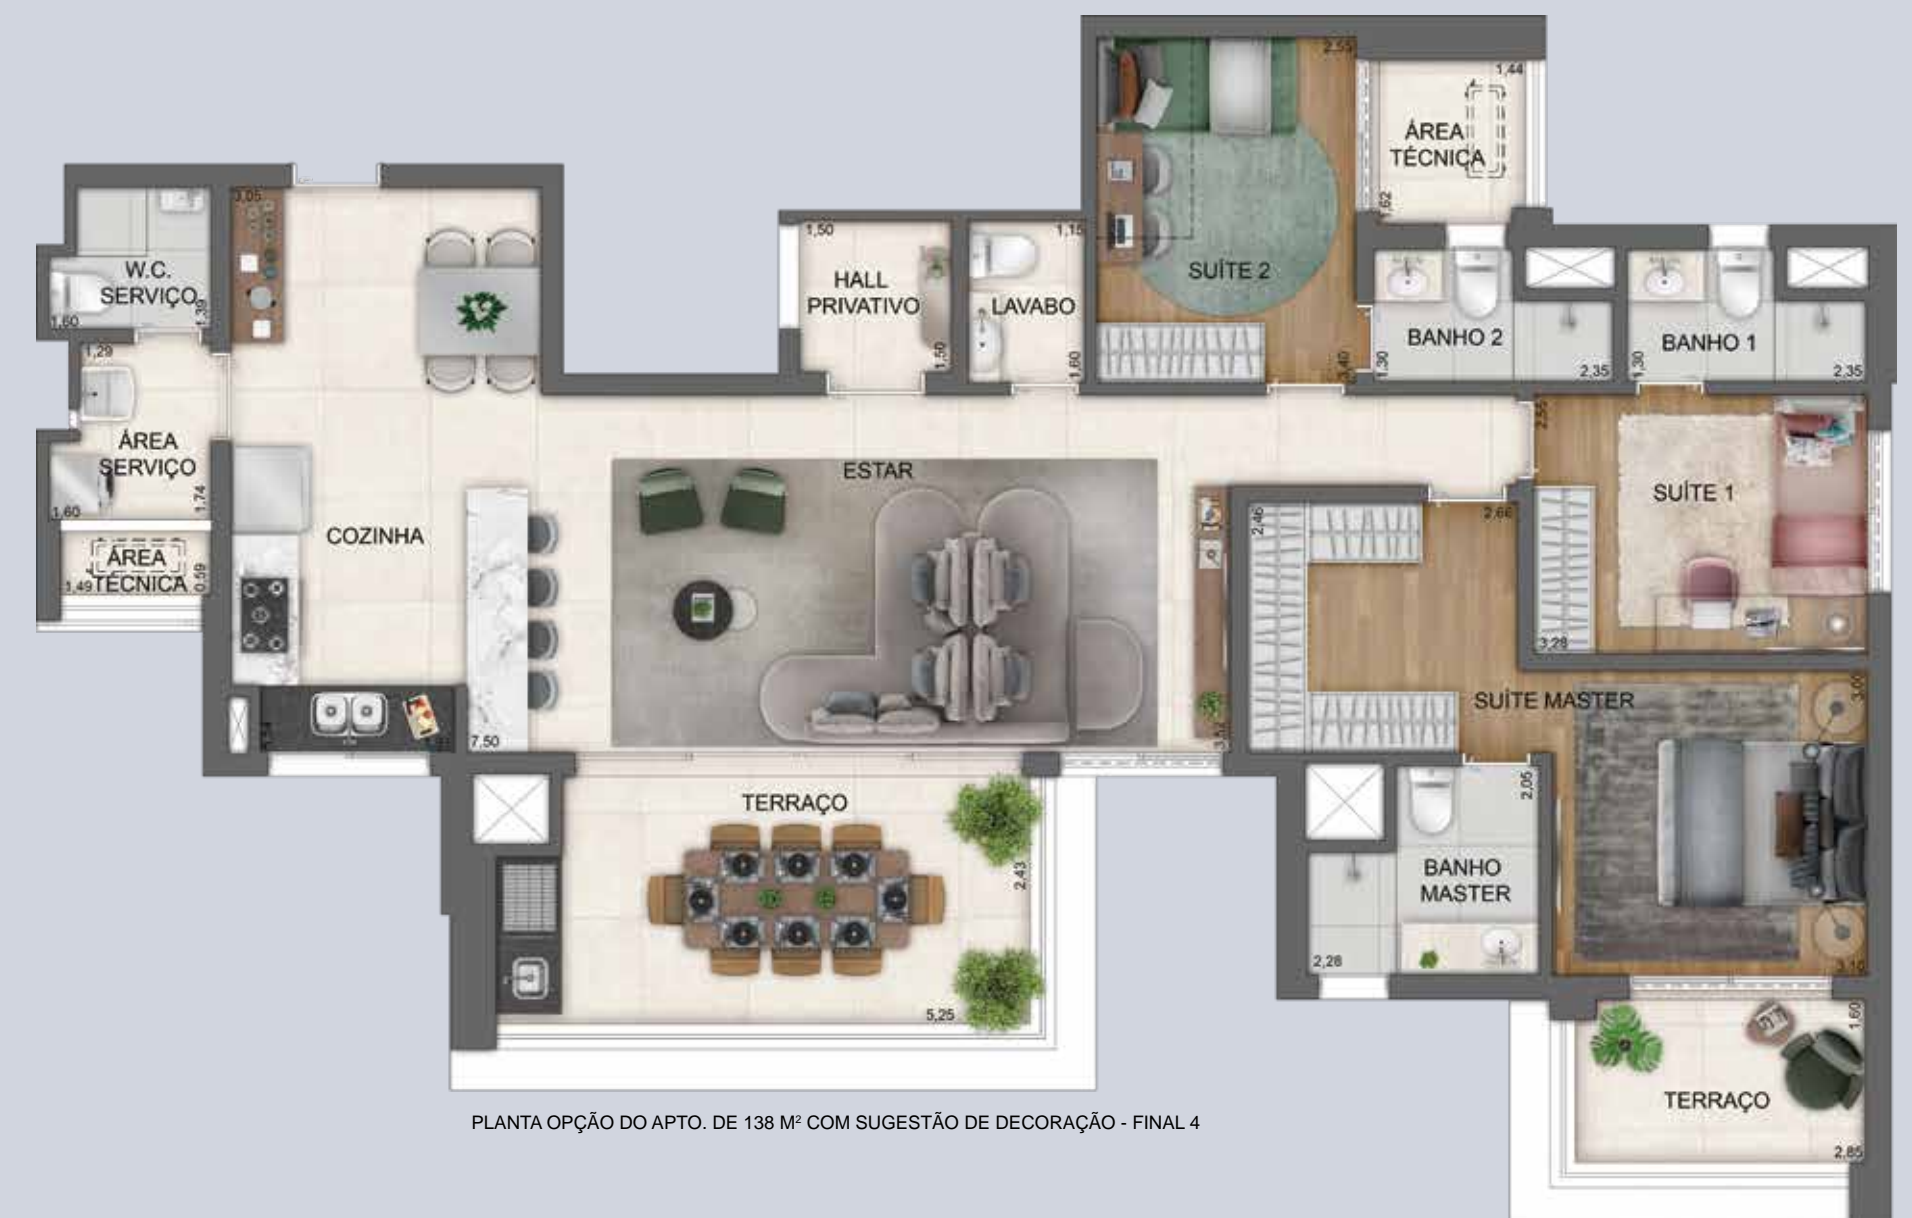 2,55
1,44
ÁREA
TÉCNICA
1,62
SUÍTE 2
3,40
3,05
W.C.
SERVIÇO
1,60
1,39
1,50
HALL
PRIVATIVO
1,50
1,15
LAVABO
1,60
BANHO 2
1,30
2,35
BANHO 1
1,30
2,35
1,29
ÁREA
SERVIÇO
1,60
1,74
ÁREA
TÉCNICA
1,49
0,59
COZINHA
7,50
ESTAR
2,55
SUÍTE 1
3,28
2,46
2,66
SUÍTE MASTER
3,00
3,10
TERRAÇO
2,43
5,25
2,05
BANHO
MASTER
2,28
1,60
TERRAÇO
2,85
PLANTA OPÇÃO DO APTO. DE 138 M² COM SUGESTÃO DE DECORAÇÃO - FINAL 4